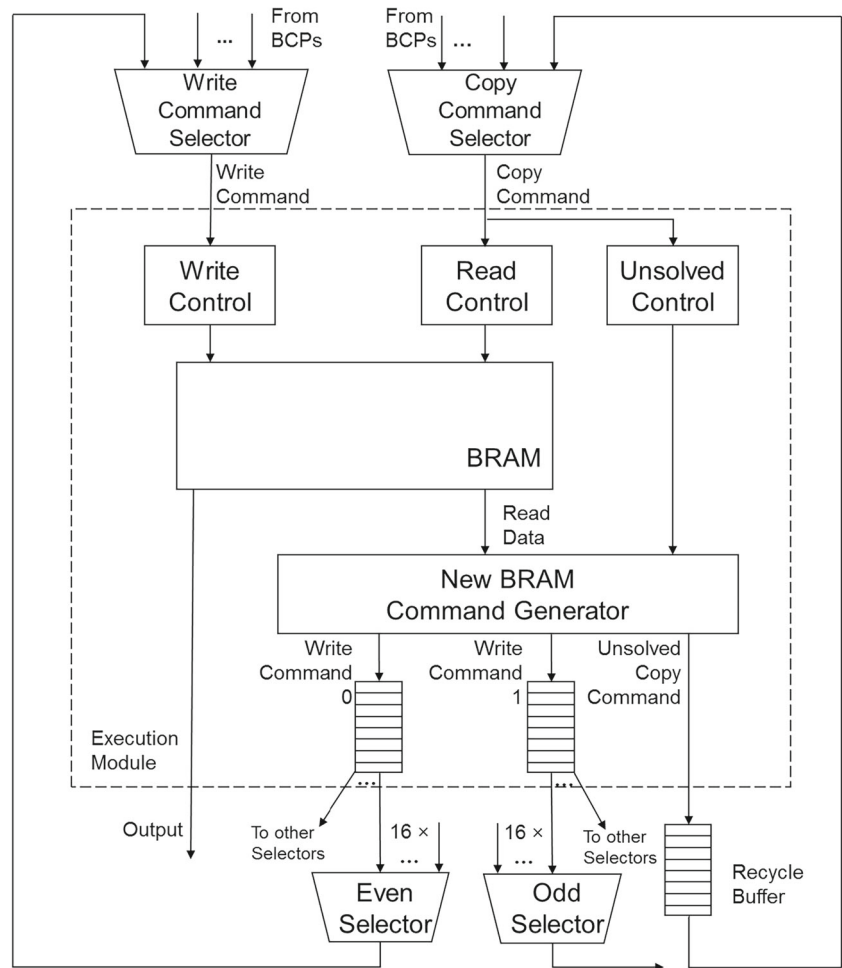 From
BCPs
...
From
BCPs
...
Write
Command
Selector
Copy
Command
Selector
Write
Command
Copy
Command
Write
Control
Read
Control
Unsolved
Control
BRAM
Read
Data
New BRAM
Command Generator
Write
Command
0
Write
Command
1
Unsolved
Copy
Command
Execution
Module
...
...
Output
To other
Selectors
16 ×
...
16 ×
...
To other
Selectors
Even
Selector
Odd
Selector
Recycle
Buffer